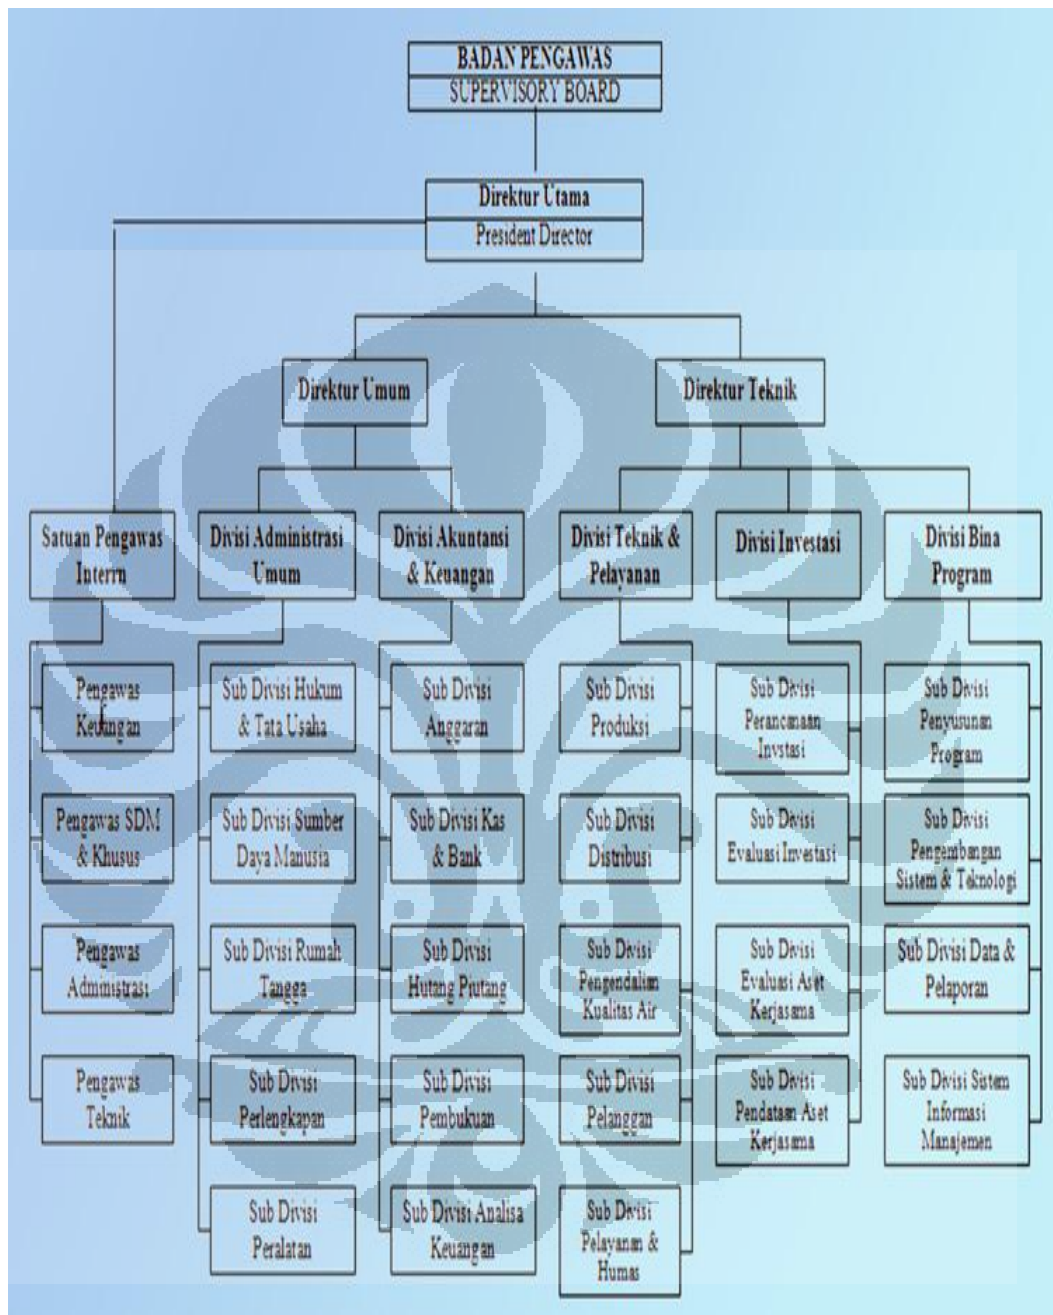 BADAN PENGAWAS
SUPERVISORY BOARD
Direktur Utama
President Director
Direktur Umum
Direktur Teknik
Satuan Pengawas
Interrn
Divisi Administrasi
Umum
Divisi Akuntansi
& Keuangan
Divisi Teknik &
Pelayanan
Divisi Investasi
Divisi Bina
Program
Pengawas
Keuangan
Pengawas SDM
& Khusus
Pengawas
Administrasi
Pengawas
Teknik
Sub Divisi Hukum
& Tata Usaha
Sub Divisi Sumber
Daya Manusia
Sub Divisi Rumah
Tangga
Sub Divisi
Perlengkapan
Sub Divisi
Peralatan
Sub Divisi
Anggaran
Sub Divisi Kas
& Bank
Sub Divisi
Hutang Piutang
Sub Divisi
Pembukuan
Sub Divisi Analisa
Keuangan
Sub Divisi
Produksi
Sub Divisi
Distribusi
Sub Divisi
Pengendalian
Kualitas Air
Sub Divisi
Pelanggan
Sub Divisi
Pelayanan &
Humas
Sub Divisi
Perancanaan
Invstasi
Sub Divisi
Evaluasi Investasi
Sub Divisi
Evaluasi Aset
Kerjasama
Sub Divisi
Pendataan Aset
Kerjasama
Sub Divisi
Penyusunan
Program
Sub Divisi
Pengembangan
Sistem & Teknologi
Sub Divisi Data &
Pelaporan
Sub Divisi Sistem
Informasi
Manajemen